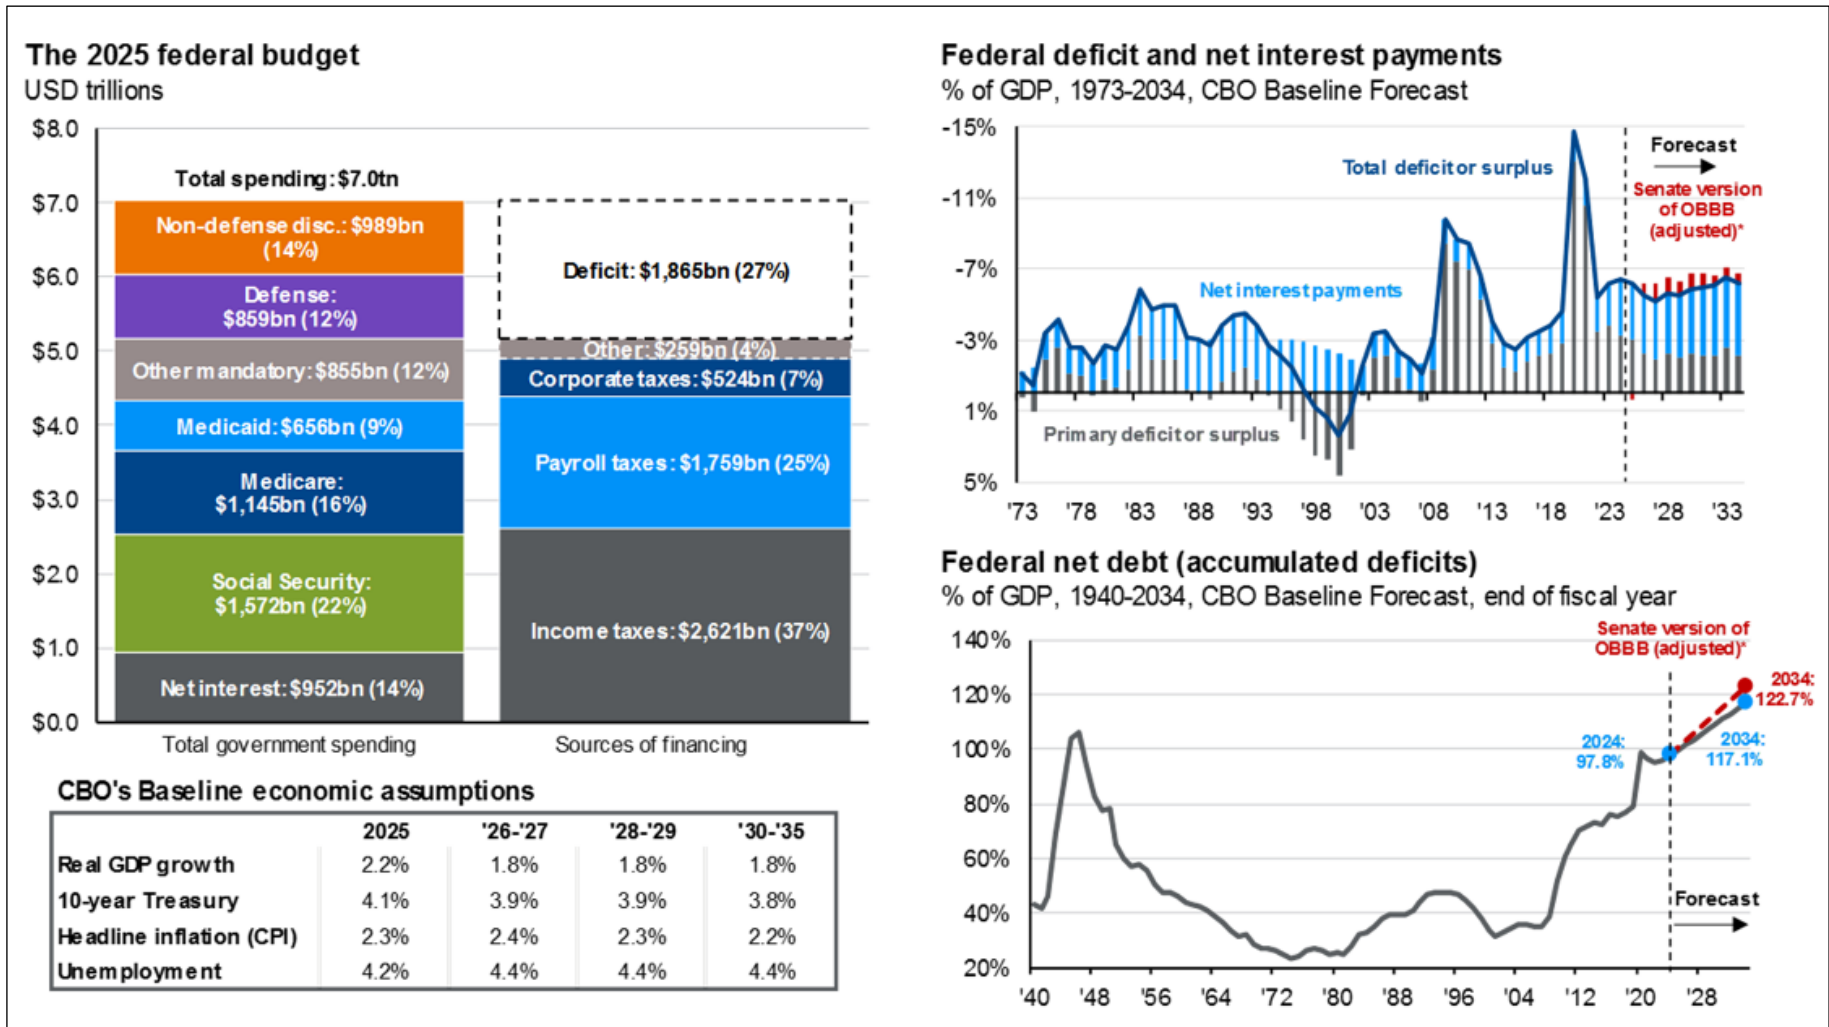 The 2025 federal budget
USD trillions
$8.0
$7.0
$6.0
$5.0
$4.0
$3.0
$2.0
$1.0
$0.0
Total spending: $7.0tn
Non-defense disc.: $989bn
(14%)
Defense:
$859bn (12%)
Other mandatory: $855bn (12%)
Medicaid: $656bn (9%)
Medicare:
$1,145bn (16%)
Social Security:
$1,572bn (22%)
Net interest: $952bn (14%)
Total government spending
Deficit: $1,865bn (27%)
Other: $259bn (4%)
Corporate taxes: $524bn (7%)
Payroll taxes: $1,759bn (25%)
Income taxes: $2,621bn (37%)
Sources of financing
CBO's Baseline economic assumptions
2025 '26-'27 '28-'29 '30-'35
Real GDP growth 2.2% 1.8% 1.8% 1.8%
10-year Treasury 4.1% 3.9% 3.9% 3.8%
Headline inflation (CPI) 2.3% 2.4% 2.3% 2.2%
Unemployment 4.2% 4.4% 4.4% 4.4%
Federal deficit and net interest payments
% of GDP, 1973-2034, CBO Baseline Forecast
-15%
-11%
-7%
-3%
1%
5%
Total deficit or surplus
Forecast
Senate version
of OBBB
(adjusted)*
Net interest payments
Primary deficit or surplus
'73 '78 '83 '88 '93 '98 '03 '08 '13 '18 '23 '28 '33
Federal net debt (accumulated deficits)
% of GDP, 1940-2034, CBO Baseline Forecast, end of fiscal year
140%
120%
100%
80%
60%
40%
20%
Senate version of
OBBB (adjusted)*
2034:
122.7%
2024:
97.8%
2034:
117.1%
Forecast
'40 '48 '56 '64 '72 '80 '88 '96 '04 '12 '20 '28